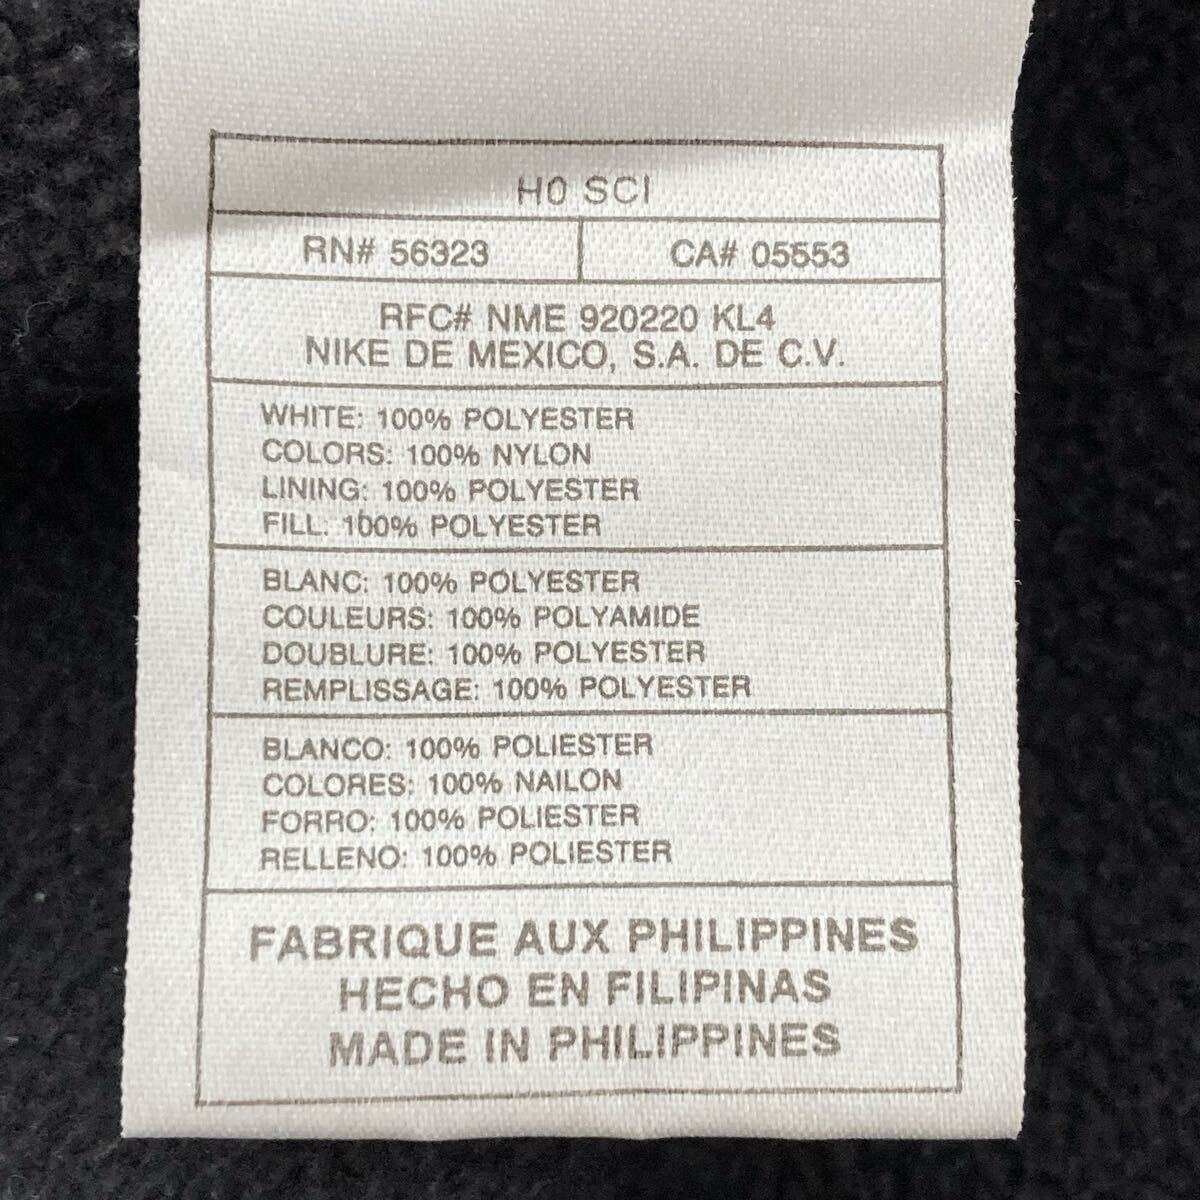 H0 SCI
RN# 56323 CA# 05553
RFC# NME 920220 KL4
NIKE DE MEXICO, S.A. DE C.V.
WHITE: 100% POLYESTER
COLORS: 100% NYLON
LINING: 100% POLYESTER
FILL: 100% POLYESTER
BLANC: 100% POLYESTER
COULEURS: 100% POLYAMIDE
DOUBLURE: 100% POLYESTER
REMPLISSAGE: 100% POLYESTER
BLANCO: 100% POLIESTER
COLORES: 100% NAILON
FORRO: 100% POLIESTER
RELLENO: 100% POLIESTER
FABRIQUE AUX PHILIPPINES
HECHO EN FILIPINAS
MADE IN PHILIPPINES